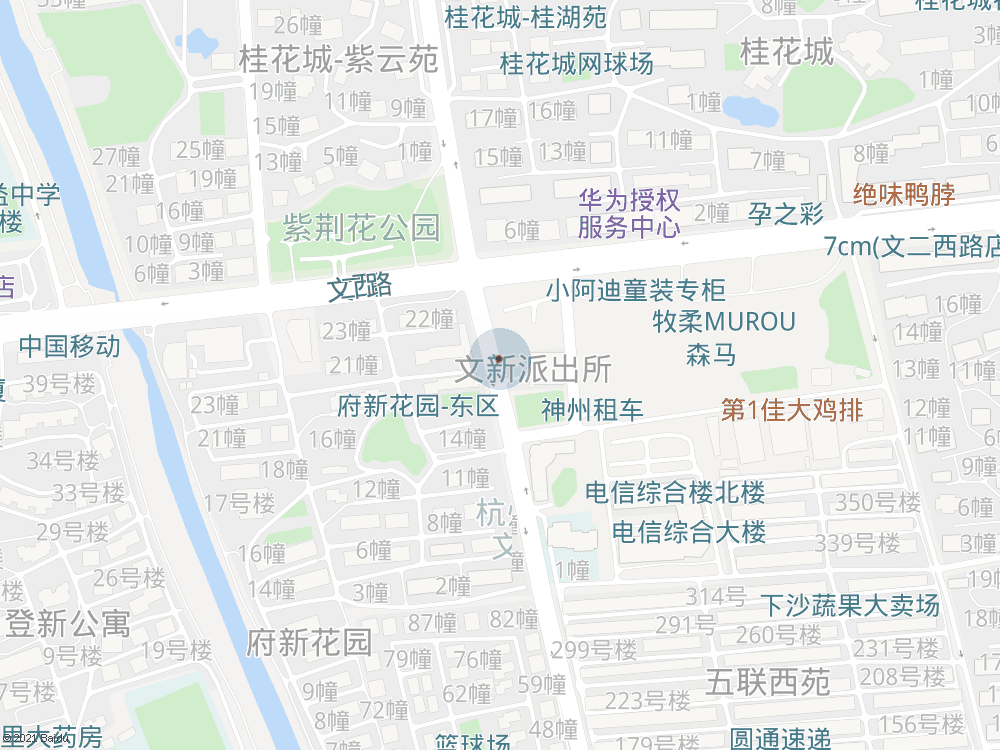 26幢
桂花城-桂湖苑
8幢
桂花城
桂花城-紫云苑
桂花城网球场
3幢
1幢
19幢
11幢
9幢
17幢
16幢
1幢
15幢
11幢
27幢
25幢
13幢
5幢
1幢
15幢
13幢
7幢
8幢
21幢
19幢
益中学
楼
16幢
华为授权
服务中心
2幢
孕之彩
绝味鸭脖
紫荆花公园
6幢
10幢
9幢
7cm(文二西路店
6幢
3幢
店
小阿迪童装专柜
牧柔MUROU
森马
16幢
14幢
22幢
23幢
中国移动
21幢
文新派出所
39号楼
13幢
11幢
23幢
府新花园-东区
神州租车
第1佳大鸡排
12幢
11幢
21幢
16幢
14幢
34号楼
18幢
11幢
9幢
33号楼
17号楼
12幢
电信综合楼北楼
350号楼
6幢
29号楼
8幢
杭
文
电信综合大楼
339号楼
3幢
16幢
6幢
26号楼
1幢
14幢
3幢
2幢
314号
下沙蔬果大卖场
登新公寓
87幢
82幢
291号
260号楼
府新花园
9号楼
19号楼
79幢
76幢
299号楼
231号楼
7号楼
9幢
62幢
59幢
五联西苑
208号楼
223号楼
10幢
里大药房
篮球场
48幢
179号楼
圆通速递
156号楼
© 2021 Baidu